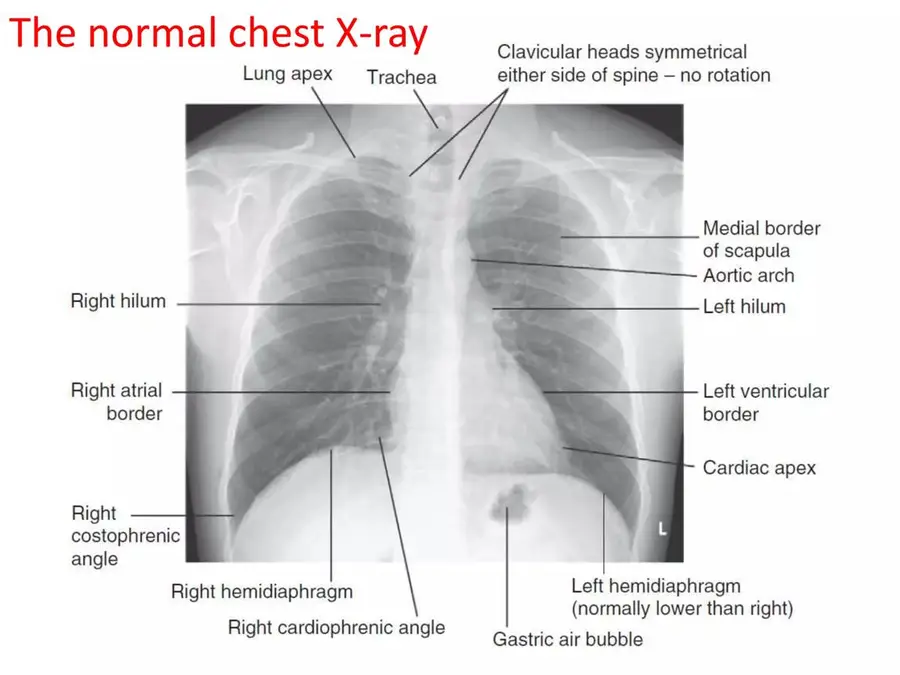 The normal chest X-ray
Clavicular heads symmetrical
either side of spine – no rotation
Lung apex
Trachea
Medial border
of scapula
Aortic arch
Right hilum
Left hilum
Right atrial
border
Left ventricular
border
Cardiac apex
Right
costophrenic
angle
L
Right hemidiaphragm
Left hemidiaphragm
(normally lower than right)
Right cardiophrenic angle
Gastric air bubble